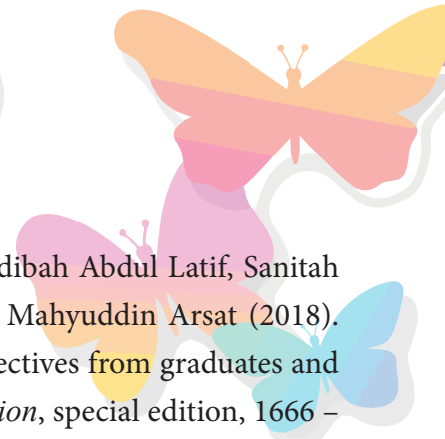 dibah Abdul Latif, Sanitah
Mahyuddin Arsat (2018).
ectives from graduates and
ion, special edition, 1666 –